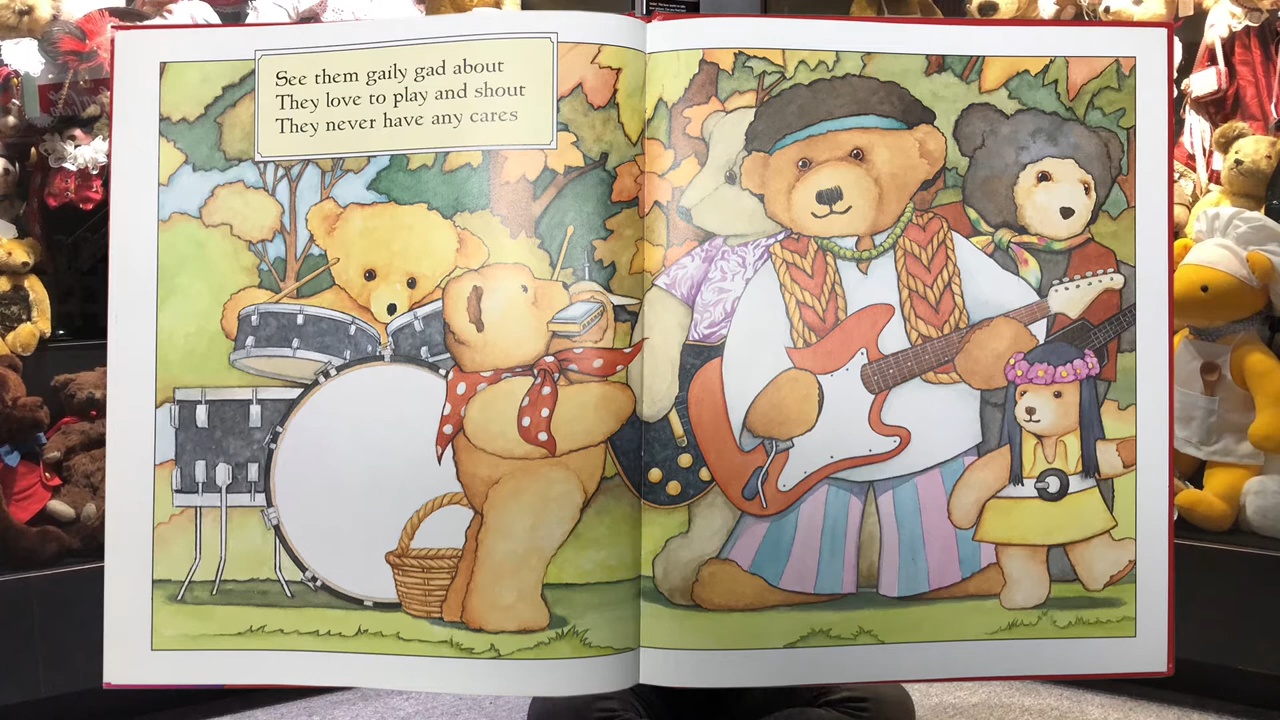 See them gaily gad about
They love to play and shout
They never have any cares